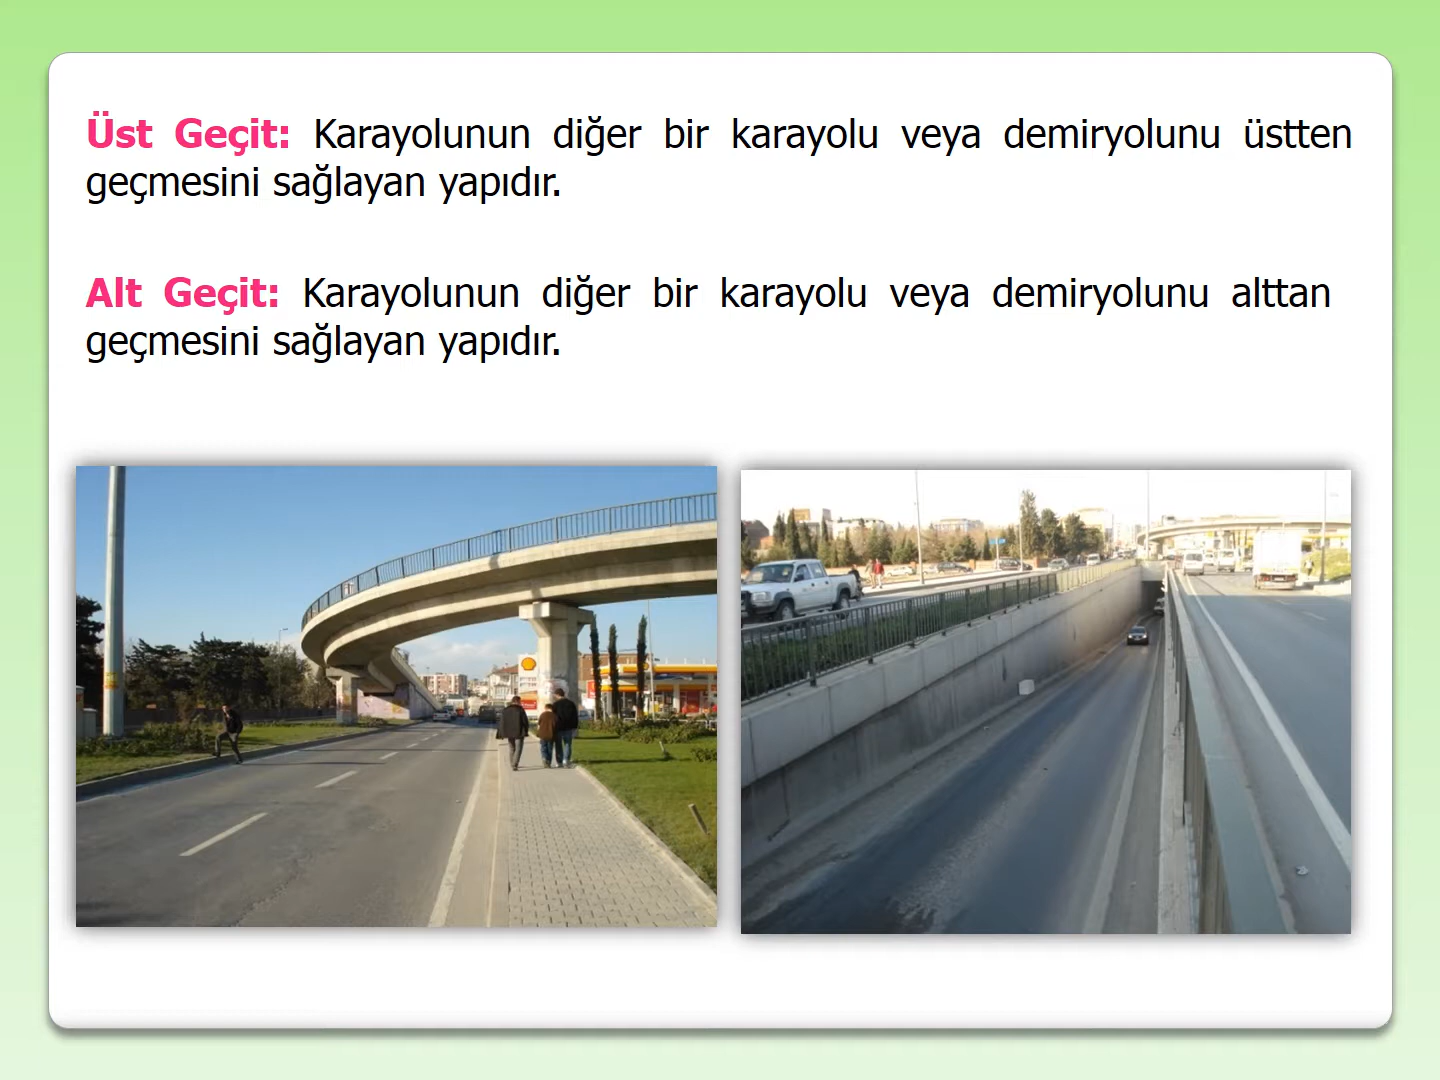 Üst Geçit: Karayolunun diğer bir karayolu veya demiryolunu üstten
geçmesini sağlayan yapıdır.
Alt Geçit: Karayolunun diğer bir karayolu veya demiryolunu alttan
geçmesini sağlayan yapıdır.